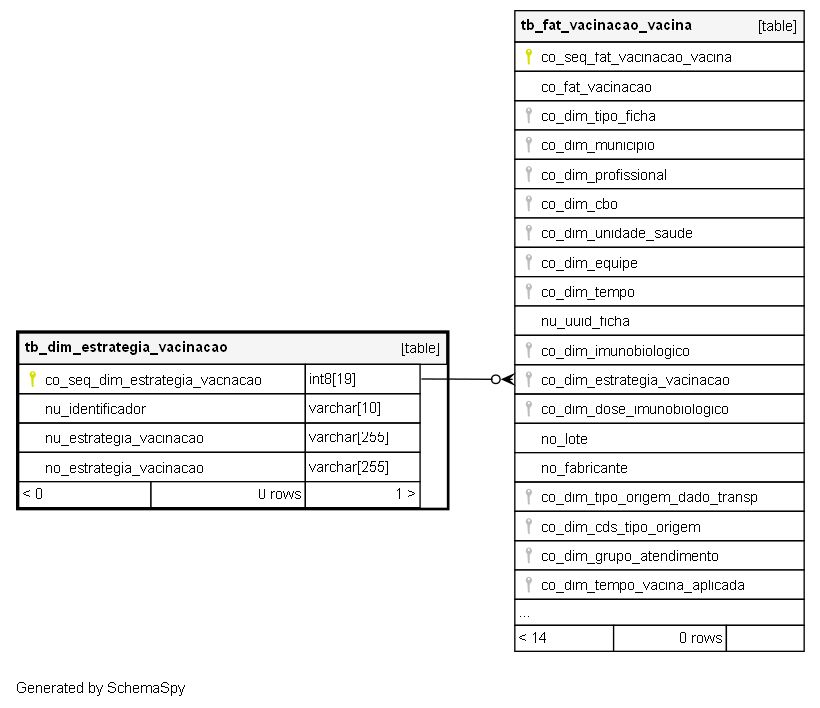 tb_fat_vacinacao_vacina [table]
co_seq_fat_vacinacao_vacina
co_fat_vacinacao
co_dim_tipo_ficha
co_dim_municipio
co_dim_profissional
co_dim_cbo
co_dim_unidade_saude
co_dim_equipe
co_dim_tempo
nu_uuid_ficha
co_dim_imunobiologico
co_dim_estrategia_vacinacao
co_dim_dose_imunobiologico
no_lote
no_fabricante
co_dim_tipo_origem_dado_transp
co_dim_cds_tipo_origem
co_dim_grupo_atendimento
co_dim_tempo_vacina_aplicada
...
< 14 0 rows
tb_dim_estrategia_vacinacao [table]
co_seq_dim_estrategia_vacnacao int8[19]
nu_identificador varchar[10]
nu_estrategia_vacinacao varchar[255]
no_estrategia_vacinacao varchar[255]
< 0 0 rows 1 >
Generated by SchemaSpy